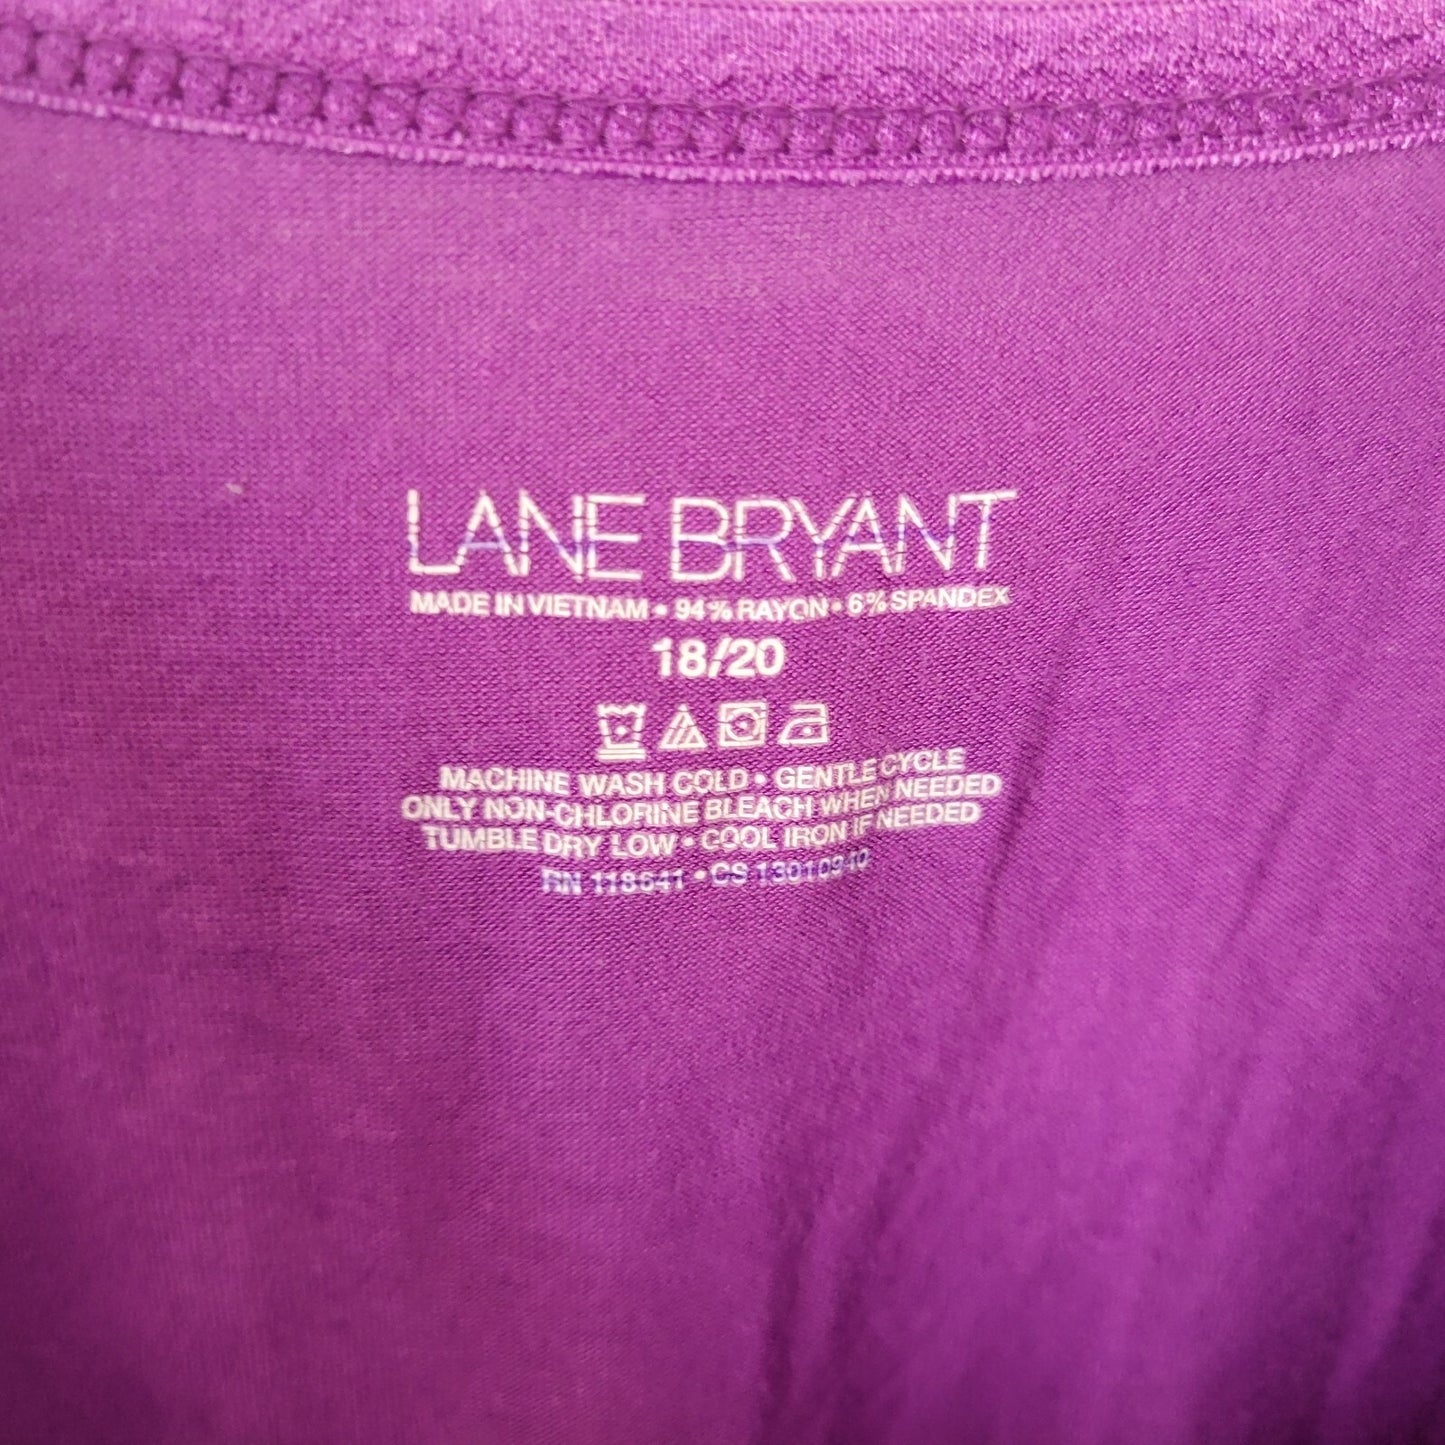 LANE BRYANT
MADE IN VIETNAM • 94% RAYON • 6% SPANDEX
18/20
MACHINE WASH COLD • GENTLE CYCLE
ONLY NON-CHLORINE BLEACH WHEN NEEDED
TUMBLE DRY LOW • COOL IRON IF NEEDED
RN 118641 • CS